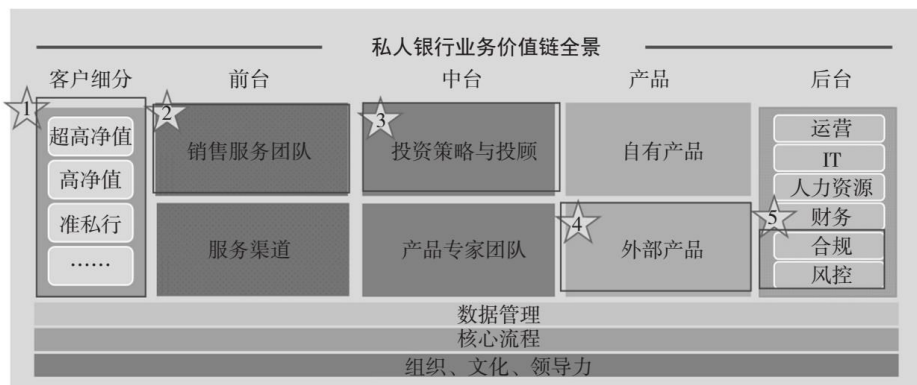 私人银行业务价值链全景
客户细分
前台
中台
产品
后台
1
超高净值
高净值
准私行
……
2
销售服务团队
服务渠道
3
投资策略与投顾
产品专家团队
自有产品
4
外部产品
运营
IT
人力资源
财务
5
合规
风控
数据管理
核心流程
组织、文化、领导力